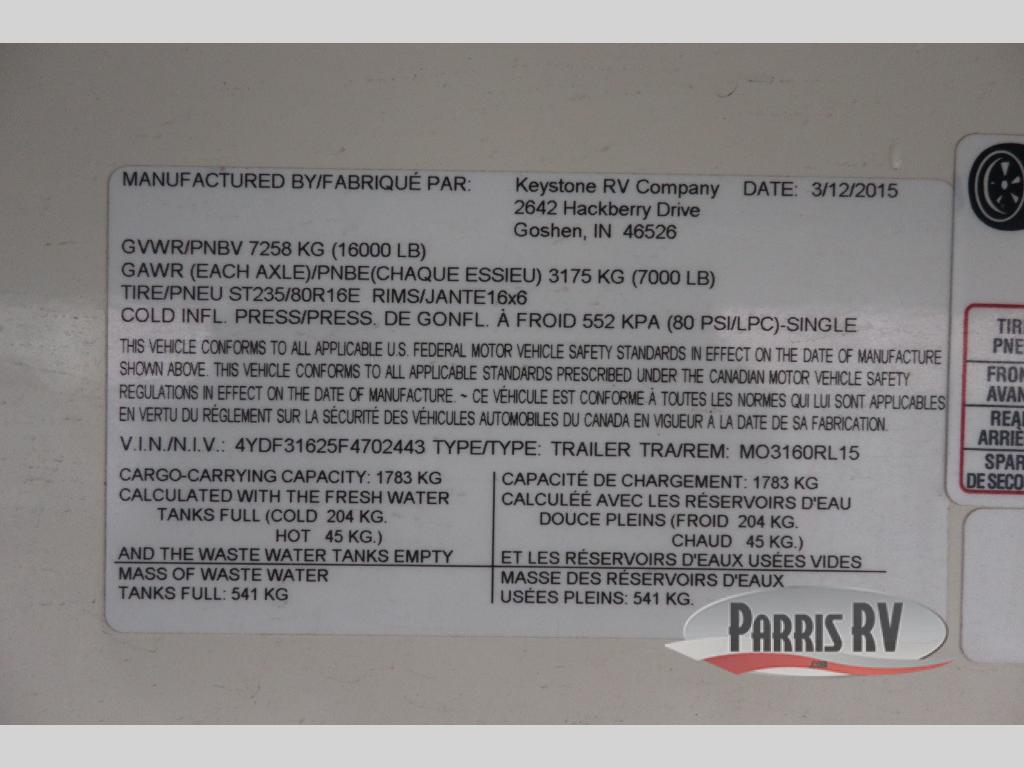 MANUFACTURED BY/FABRIQUÉ PAR: Keystone RV Company DATE: 3/12/2015
2642 Hackberry Drive
Goshen, IN 46526
GVWR/PNBV 7258 KG (16000 LB)
GAWR (EACH AXLE)/PNBE(CHAQUE ESSIEU) 3175 KG (7000 LB)
TIRE/PNEU ST235/80R16E RIMS/JANTE16x6
COLD INFL. PRESS/PRESS. DE GONFL. À FROID 552 KPA (80 PSI/LPC)-SINGLE
THIS VEHICLE CONFORMS TO ALL APPLICABLE U.S. FEDERAL MOTOR VEHICLE SAFETY STANDARDS IN EFFECT ON THE DATE OF MANUFACTURE
SHOWN ABOVE. THIS VEHICLE CONFORMS TO ALL APPLICABLE STANDARDS PRESCRIBED UNDER THE CANADIAN MOTOR VEHICLE SAFETY
REGULATIONS IN EFFECT ON THE DATE OF MANUFACTURE. ~ CE VÉHICULE EST CONFORME À TOUTES LES NORMES QUI LUI SONT APPLICABLES
EN VERTU DU RÉGLEMENT SUR LA SÉCURITÉ DES VÉHICULES AUTOMOBILES DU CANADA EN VIGUEUR À LA DATE DE SA FABRICATION.
V.I.N./N.I.V.: 4YDF31625F4702443 TYPE/TYPE: TRAILER TRA/REM: MO3160RL15
CARGO-CARRYING CAPACITY: 1783 KG
CALCULATED WITH THE FRESH WATER
TANKS FULL (COLD 204 KG.
HOT 45 KG.)
AND THE WASTE WATER TANKS EMPTY
MASS OF WASTE WATER
TANKS FULL: 541 KG
CAPACITÉ DE CHARGEMENT: 1783 KG
CALCULÉE AVEC LES RÉSERVOIRS D'EAU
DOUCE PLEINS (FROID 204 KG.
CHAUD 45 KG.)
ET LES RÉSERVOIRS D'EAUX USÉES VIDES
MASSE DES RÉSERVOIRS D'EAUX
USÉES PLEINS: 541 KG.
TIR
PNE
FRON
AVAN
REA
ARRIÈ
SPAR
DE SECO
PARRIS RV
.com